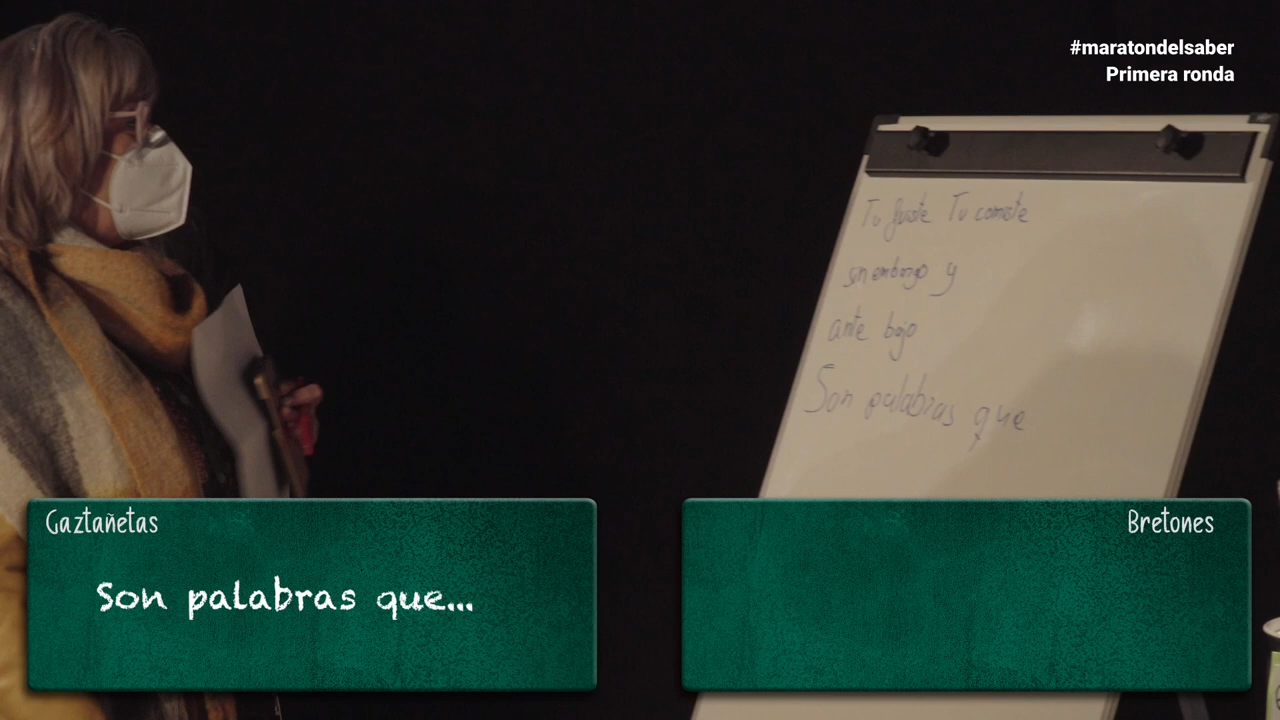 #maratondelsaber
Primera ronda
Tu fuiste Tu comiste
sin embargo y
ante bajo
Son palabras que
Gaztañetas
Bretones
Son palabras que...